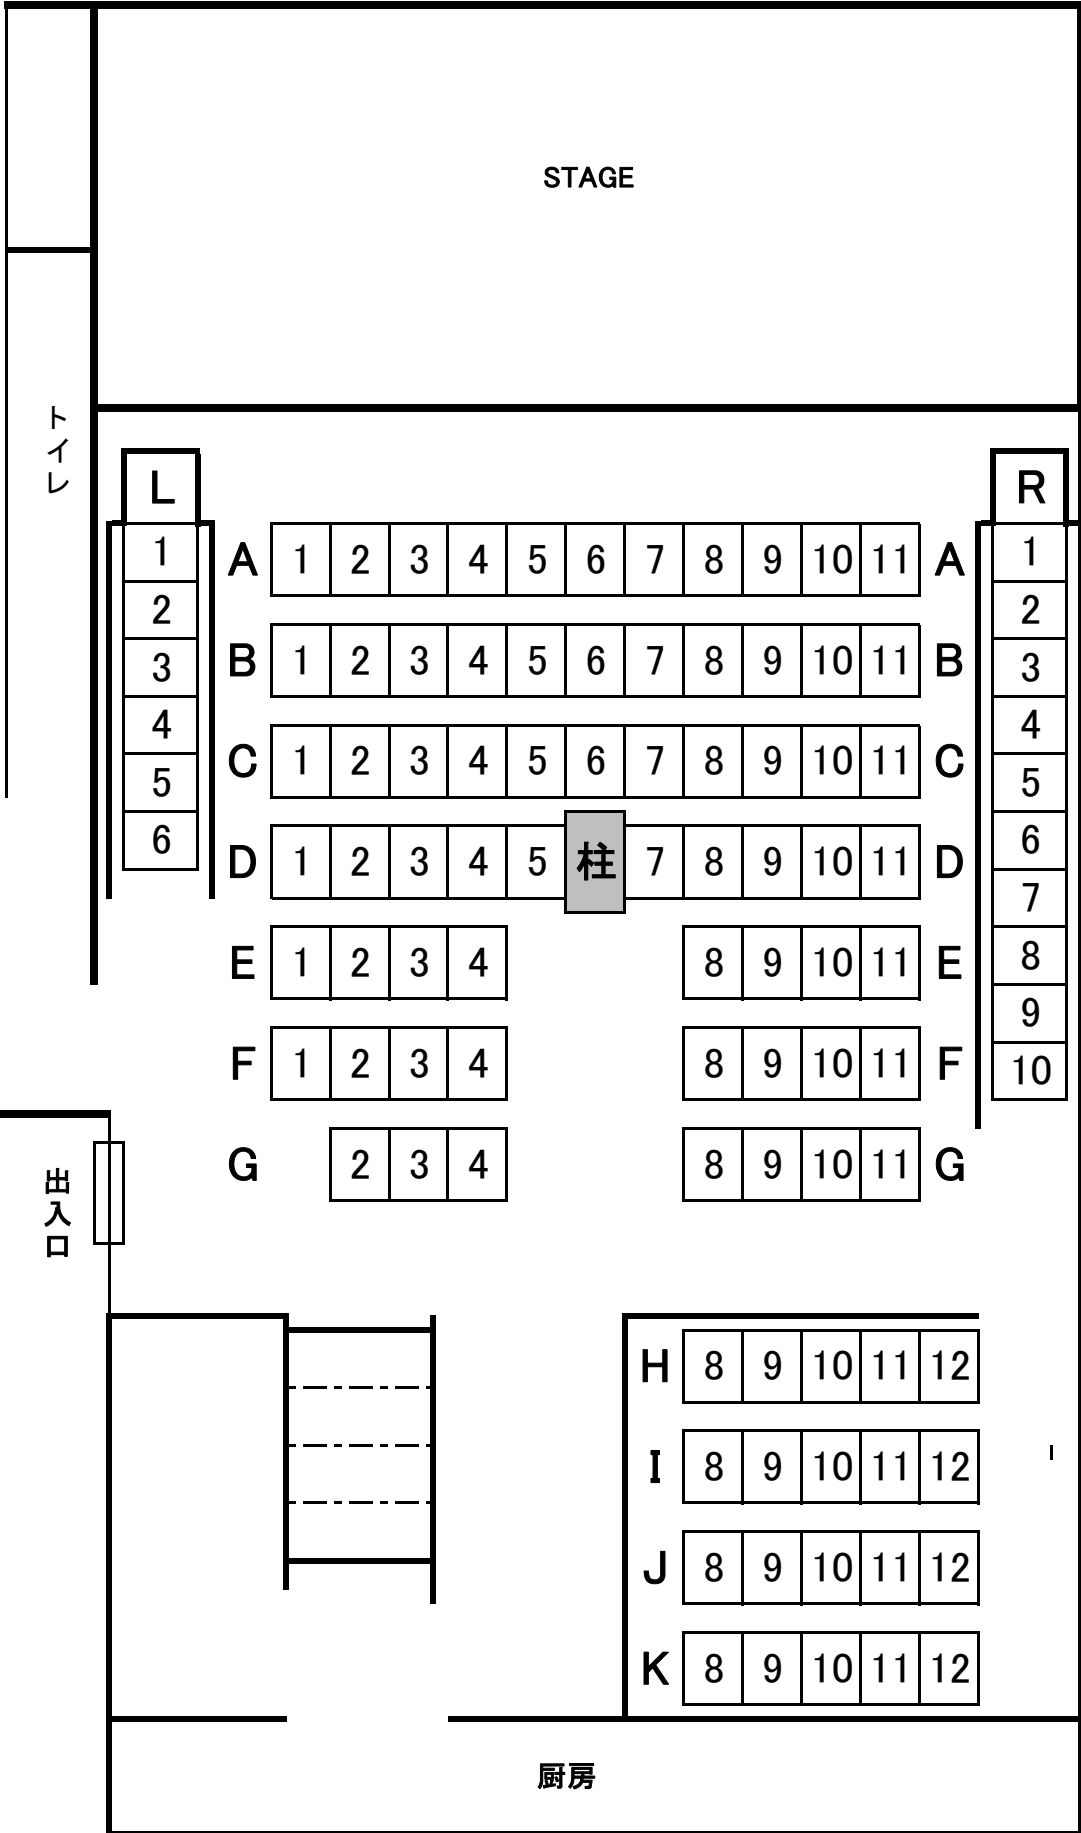 STAGE
トイレ
L
1
2
3
4
5
6
R
1
2
3
4
5
6
7
8
9
10
A 1 2 3 4 5 6 7 8 9 10 11 A
B 1 2 3 4 5 6 7 8 9 10 11 B
C 1 2 3 4 5 6 7 8 9 10 11 C
D 1 2 3 4 5 柱 7 8 9 10 11 D
E 1 2 3 4 8 9 10 11 E
F 1 2 3 4 8 9 10 11 F
G 2 3 4 8 9 10 11 G
出入口
H 8 9 10 11 12
I 8 9 10 11 12
J 8 9 10 11 12
K 8 9 10 11 12
厨房